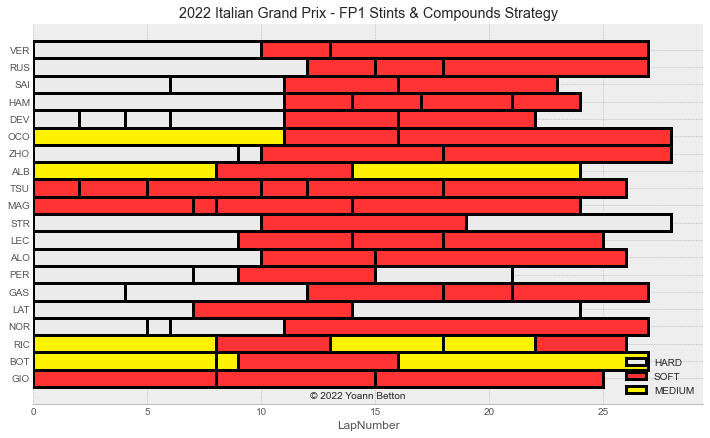 2022 Italian Grand Prix - FP1 Stints & Compounds Strategy
VER
RUS
SAI
HAM
DEV
OCO
ZHO
ALB
TSU
MAG
STR
LEC
ALO
PER
GAS
LAT
NOR
RIC
BOT
GIO
HARD
SOFT
MEDIUM
© 2022 Yoann Betton
0 5 10 15 20 25
LapNumber